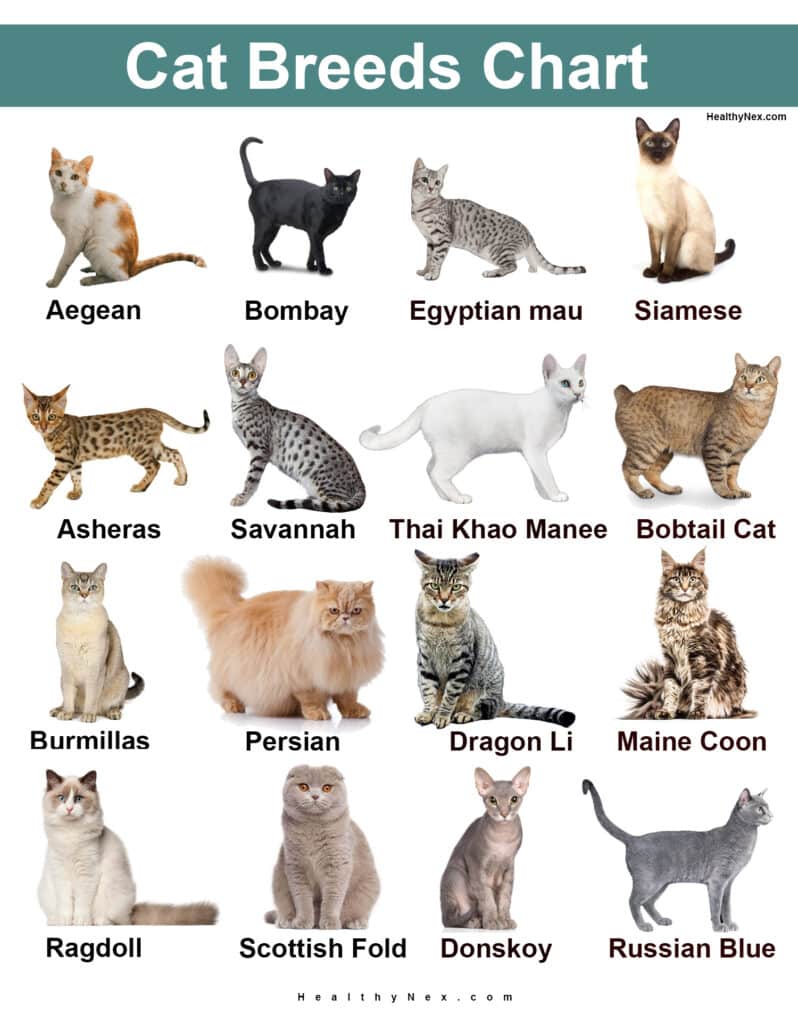 Cat Breeds Chart
HealthyNex.com
Aegean
Bombay
Egyptian mau
Siamese
Asheras
Savannah
Thai Khao Manee
Bobtail Cat
Burmillas
Persian
Dragon Li
Maine Coon
Ragdoll
Scottish Fold
Donskoy
Russian Blue
HealthyNex.com